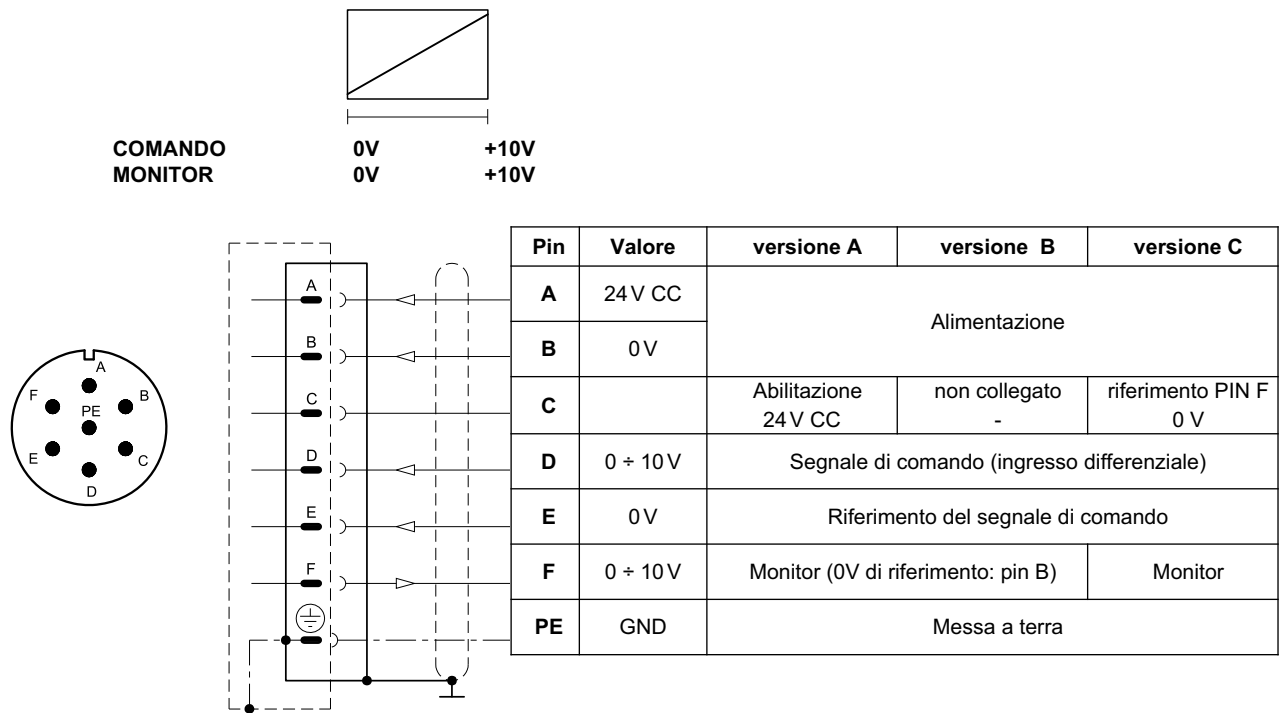 COMANDO 0V +10V
MONITOR 0V +10V
A
F B
PE
E C
D
A
B
C
D
E
F
Pin Valore versione A versione B versione C
A 24 V CC Alimentazione
B 0 V
C Abilitazione non collegato riferimento PIN F
24 V CC - 0 V
D 0 ÷ 10 V Segnale di comando (ingresso differenziale)
E 0 V Riferimento del segnale di comando
F 0 ÷ 10 V Monitor (0V di riferimento: pin B) Monitor
PE GND Messa a terra